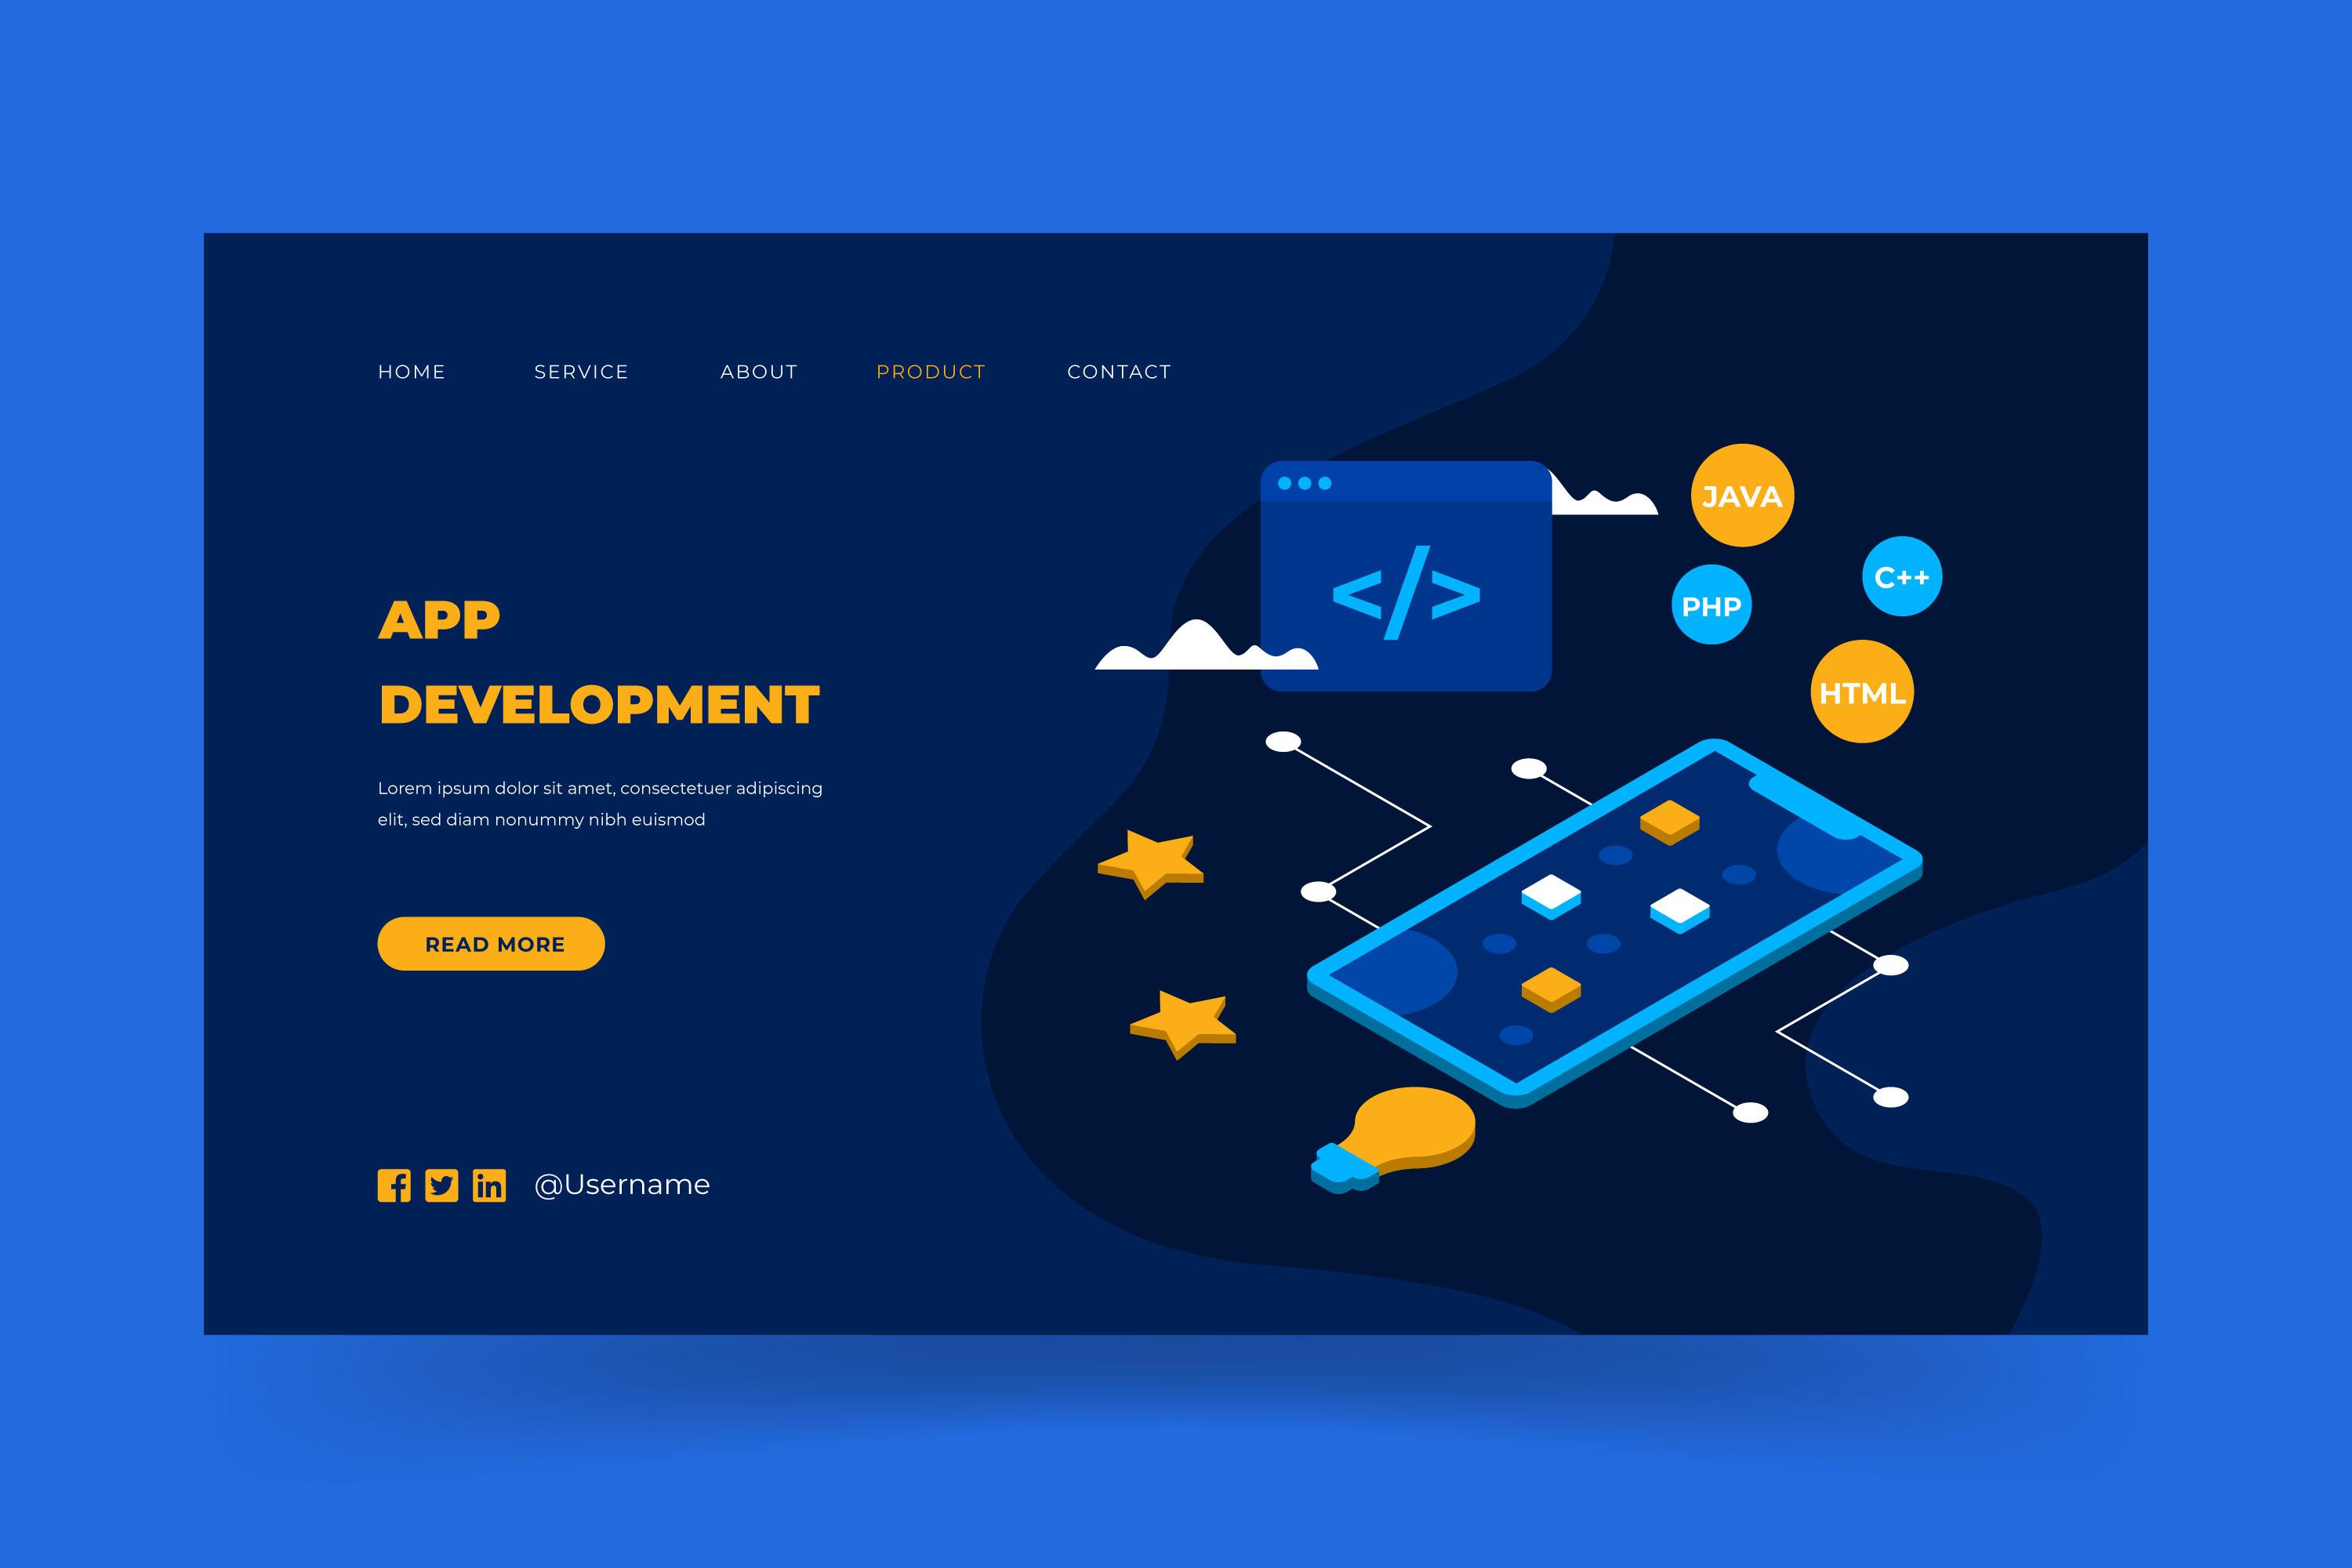 HOME SERVICE ABOUT PRODUCT CONTACT
APP
DEVELOPMENT
Lorem ipsum dolor sit amet, consectetuer adipiscing
elit, sed diam nonummy nibh euismod
READ MORE
@Username
</>
JAVA
C++
PHP
HTML